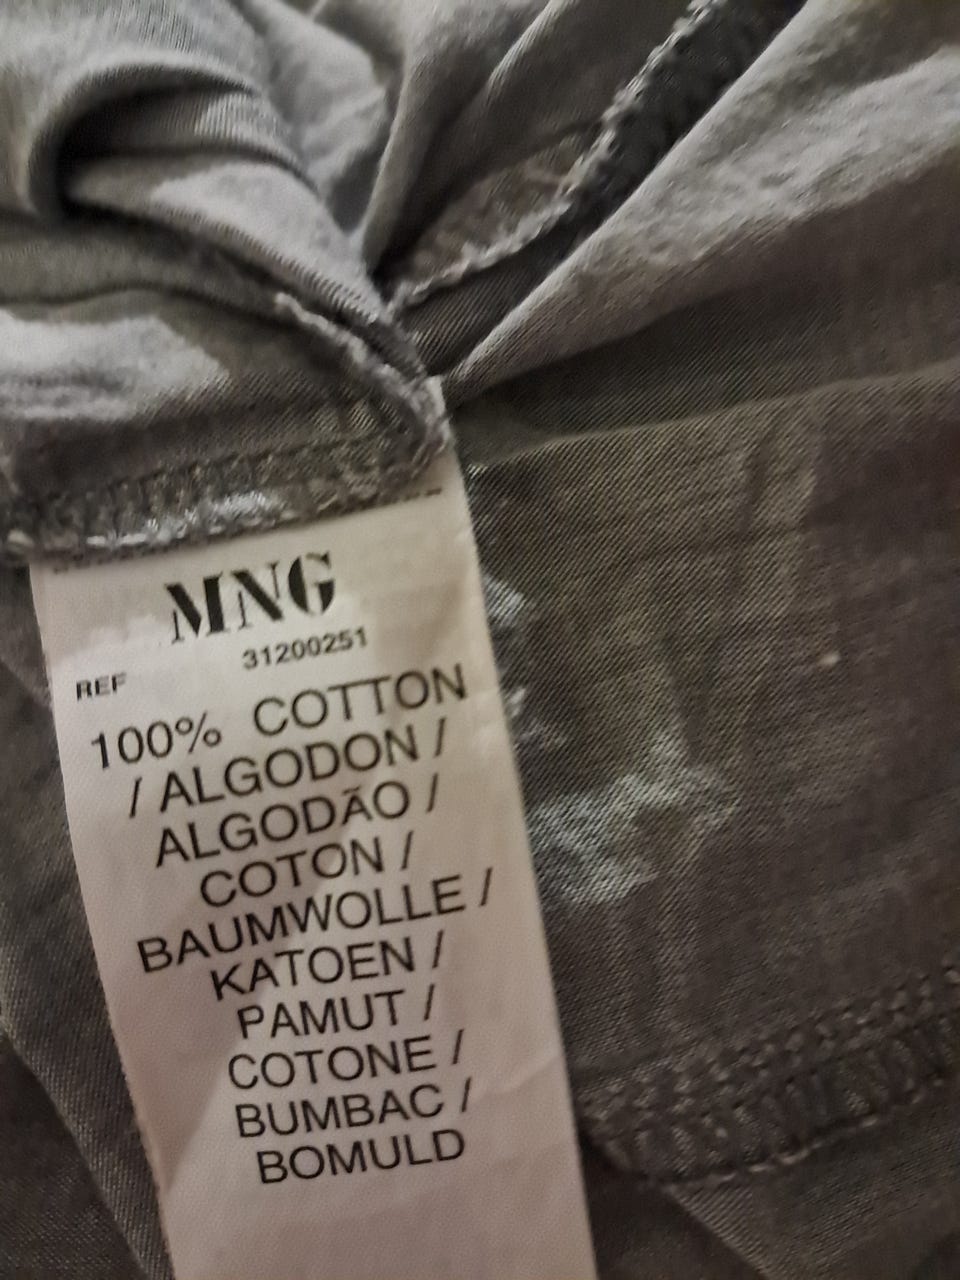 MNG
REF 31200251
100% COTTON
/ ALGODON /
ALGODÃO /
COTON /
BAUMWOLLE /
KATOEN /
PAMUT /
COTONE /
BUMBAC /
BOMULD